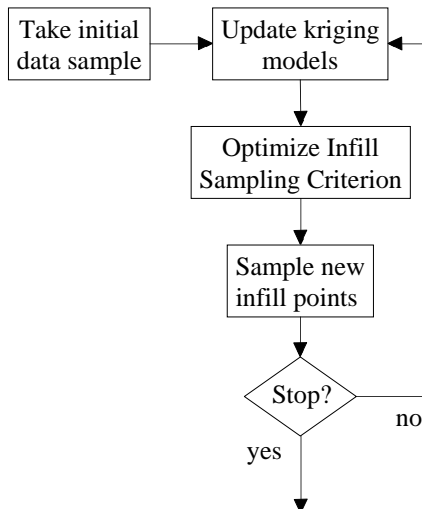 Take initial
data sample
Update kriging
models
Optimize Infill
Sampling Criterion
Sample new
infill points
Stop?
no
yes